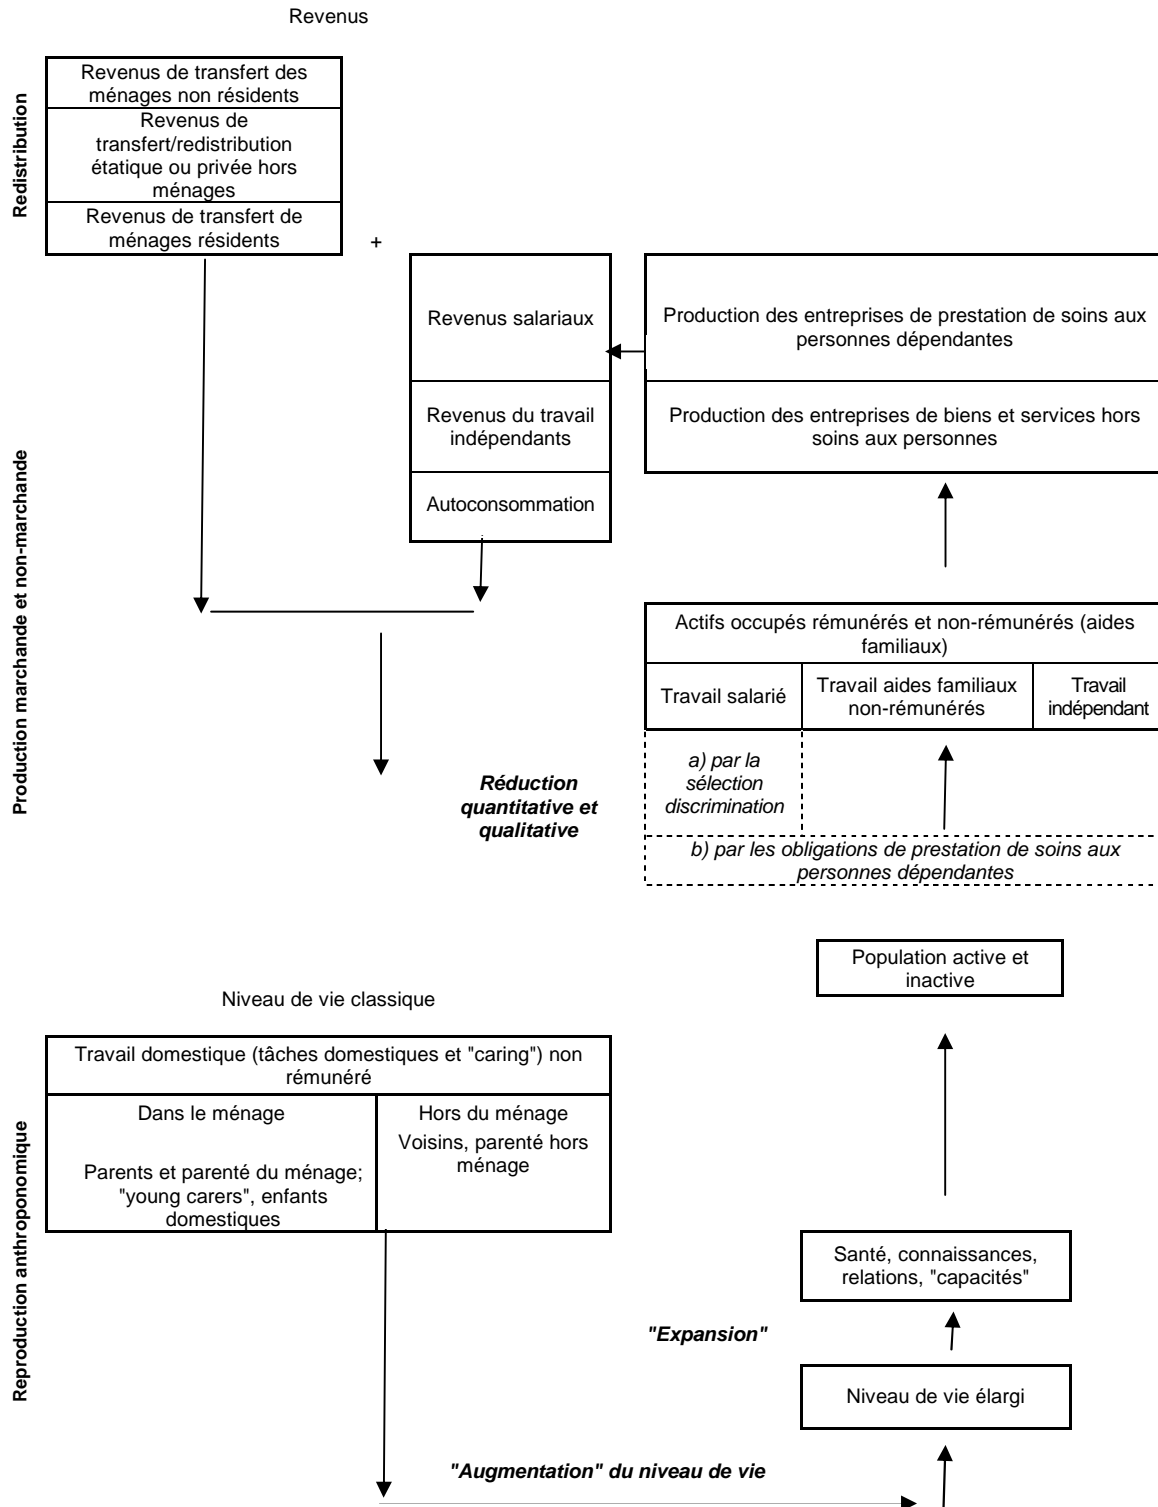 Revenus
Redistribution
Revenus de transfert des
ménages non résidents
Revenus de
transfert/redistribution
étatique ou privée hors
ménages
Revenus de transfert de
ménages résidents
+
Production marchande et non-marchande
Revenus salariaux
Revenus du travail
indépendants
Autoconsommation
Production des entreprises de prestation de soins aux
personnes dépendantes
Production des entreprises de biens et services hors
soins aux personnes
Actifs occupés rémunérés et non-rémunérés (aides
familiaux)
Travail salarié
Travail aides familiaux
non-rémunérés
Travail
indépendant
Réduction
quantitative et
qualitative
a) par la
sélection
discrimination
b) par les obligations de prestation de soins aux
personnes dépendantes
Population active et
inactive
Niveau de vie classique
Reproduction anthroponomique
Travail domestique (tâches domestiques et "caring") non
rémunéré
Dans le ménage
Parents et parenté du ménage;
"young carers", enfants
domestiques
Hors du ménage
Voisins, parenté hors
ménage
Santé, connaissances,
relations, "capacités"
"Expansion"
Niveau de vie élargi
"Augmentation" du niveau de vie